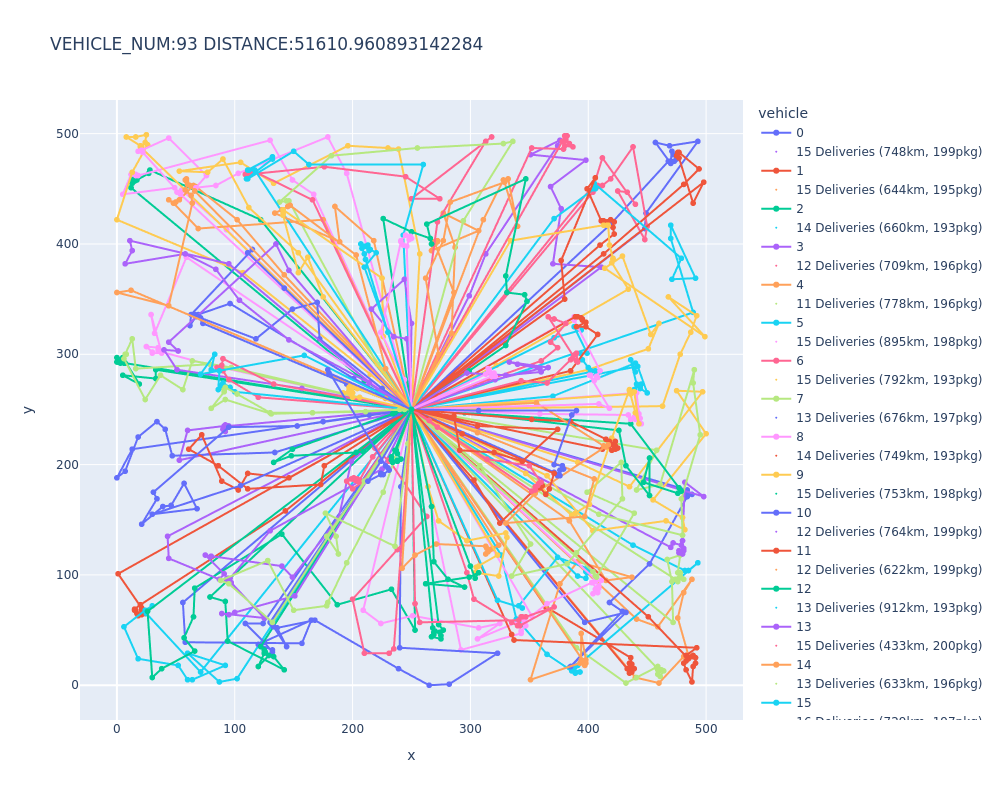 VEHICLE_NUM:93 DISTANCE:51610.960893142284
vehicle
0
15 Deliveries (748km, 199pkg)
1
15 Deliveries (644km, 195pkg)
2
14 Deliveries (660km, 193pkg)
3
12 Deliveries (709km, 196pkg)
4
11 Deliveries (778km, 196pkg)
5
15 Deliveries (895km, 198pkg)
6
15 Deliveries (792km, 193pkg)
7
13 Deliveries (676km, 197pkg)
8
14 Deliveries (749km, 193pkg)
9
15 Deliveries (753km, 198pkg)
10
12 Deliveries (764km, 199pkg)
11
12 Deliveries (622km, 199pkg)
12
13 Deliveries (912km, 193pkg)
13
15 Deliveries (433km, 200pkg)
14
13 Deliveries (633km, 196pkg)
15
500
400
300
200
100
0
y
0
100
200
300
400
500
x